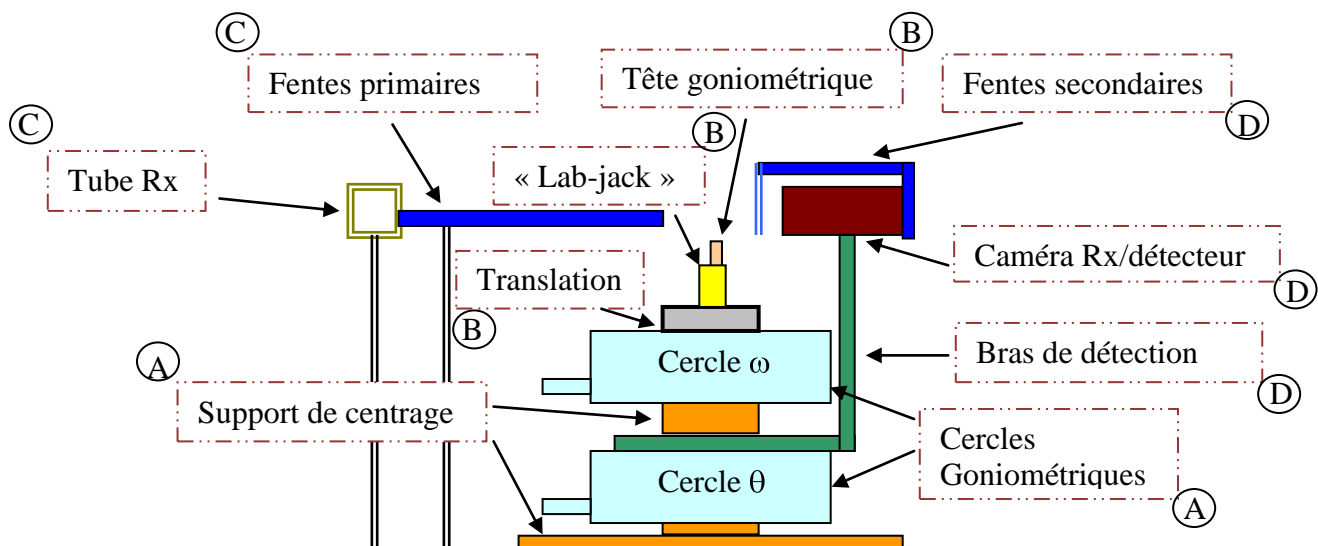 C
Fentes primaires
B
Tête goniométrique
Fentes secondaires
D
C
Tube Rx
B
« Lab-jack »
Caméra Rx/détecteur
D
Translation
B
Cercle ω
Bras de détection
D
A
Support de centrage
Cercles
Goniométriques
A
Cercle θ